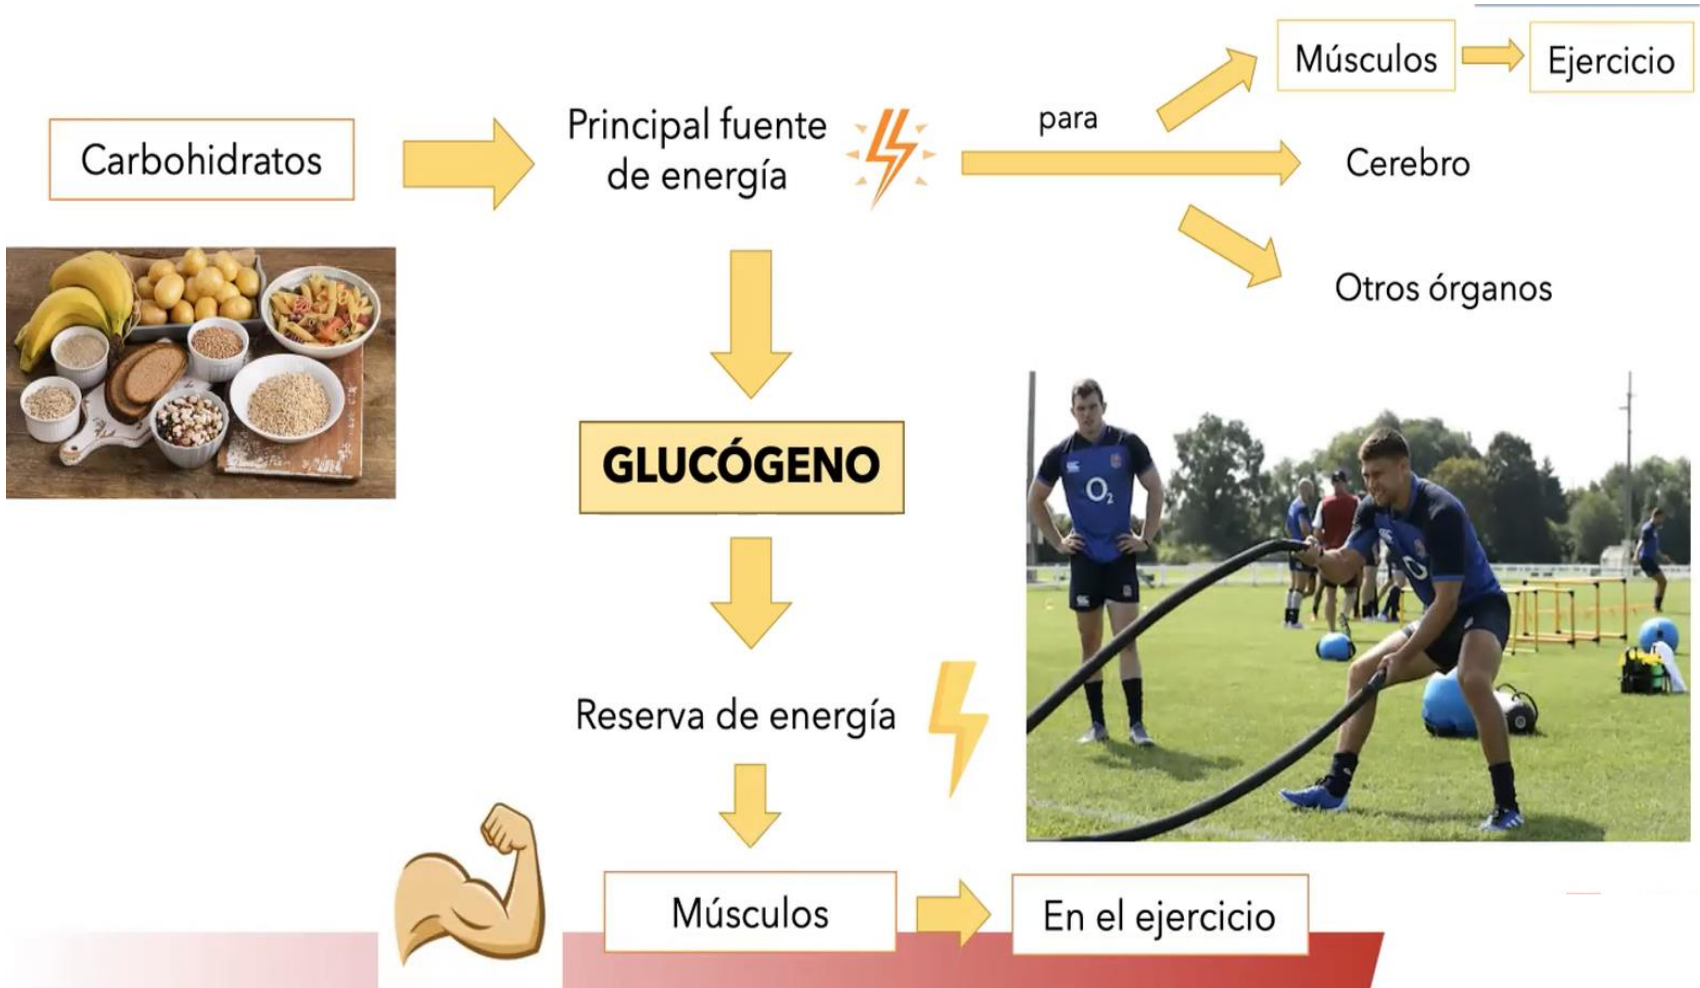 Músculos
Ejercicio
para
Principal fuente
de energía
Carbohidratos
Cerebro
Otros órganos
GLUCÓGENO
O2
Reserva de energía
Músculos
En el ejercicio